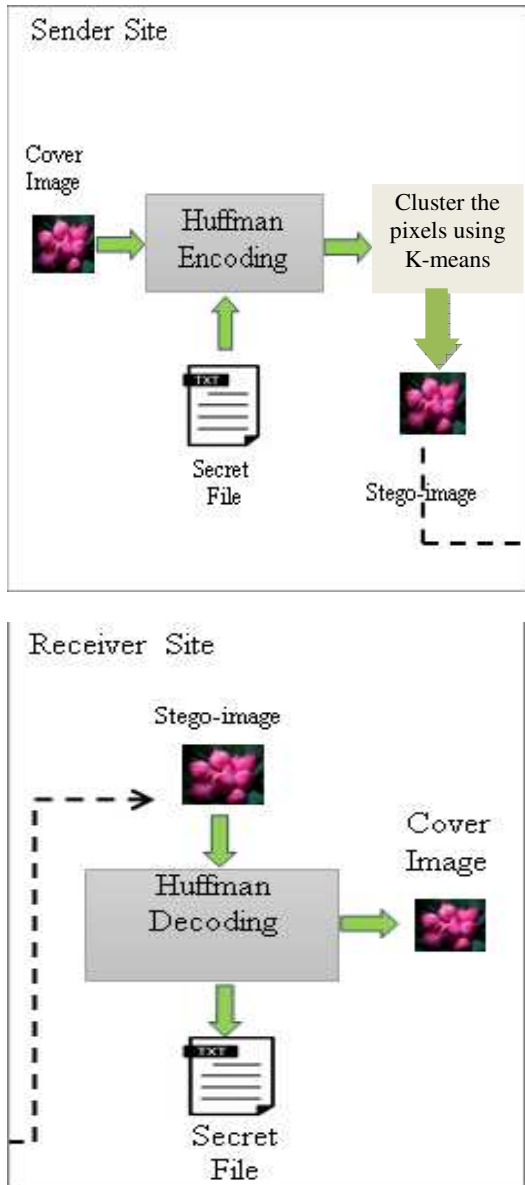 Sender Site
Cover
Image
Huffman
Encoding
Cluster the
pixels using
K-means
TXT
Secret
File
Stego-image
Receiver Site
Stego-image
Huffman
Decoding
Cover
Image
TXT
Secret
File